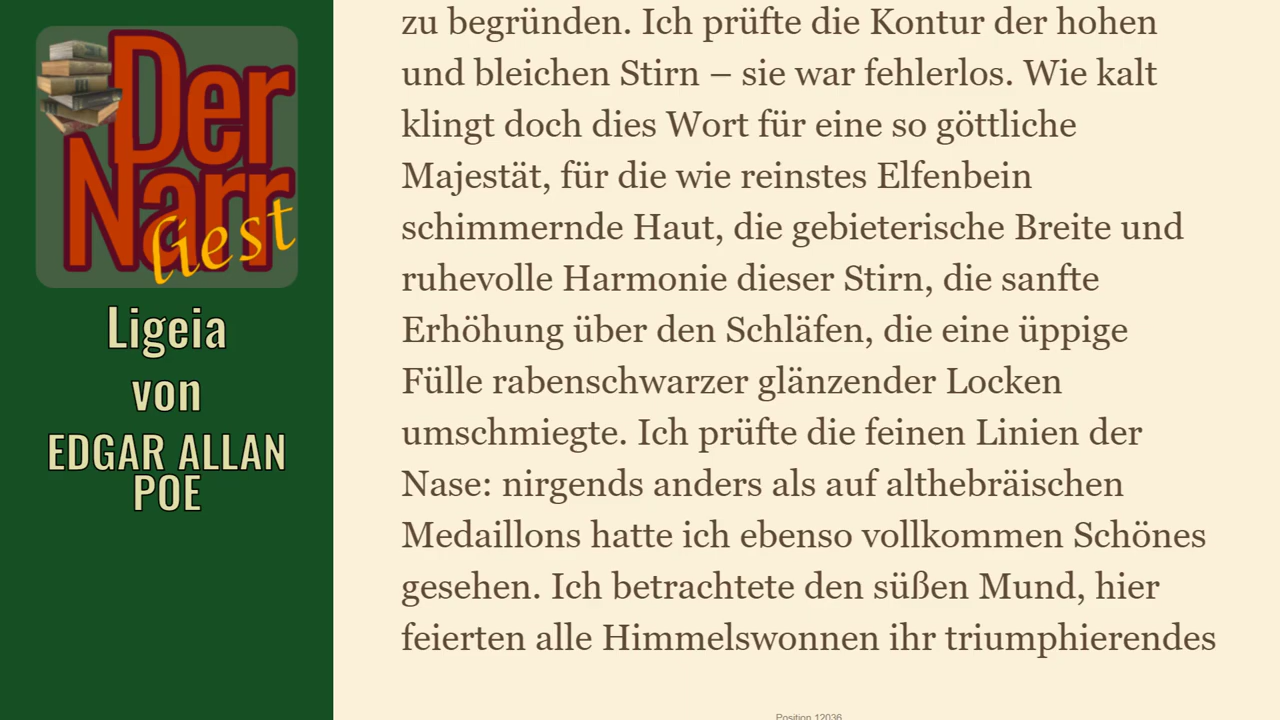 Der
Narr
liest
Ligeia
von
EDGAR ALLAN
POE
zu begründen. Ich prüfte die Kontur der hohen
und bleichen Stirn – sie war fehlerlos. Wie kalt
klingt doch dies Wort für eine so göttliche
Majestät, für die wie reinstes Elfenbein
schimmernde Haut, die gebieterische Breite und
ruhevolle Harmonie dieser Stirn, die sanfte
Erhöhung über den Schläfen, die eine üppige
Fülle rabenschwarzer glänzender Locken
umschmiegte. Ich prüfte die feinen Linien der
Nase: nirgends anders als auf althebräischen
Medaillons hatte ich ebenso vollkommen Schönes
gesehen. Ich betrachtete den süßen Mund, hier
feierten alle Himmelswonnen ihr triumphierendes
Position 12036